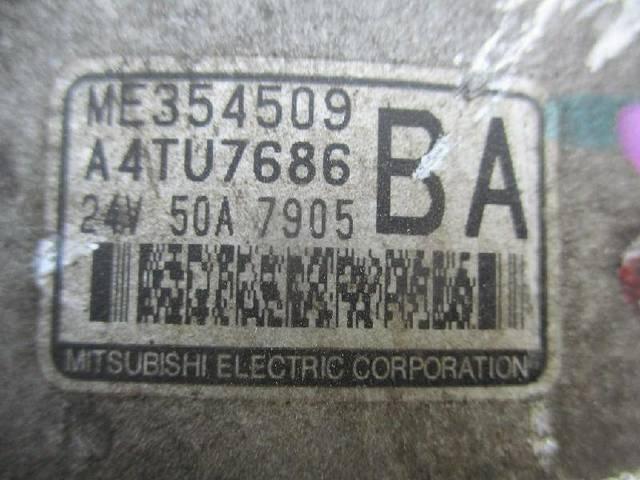 ME354509
A4TU7686
BA
24V 50A 7905
MITSUBISHI ELECTRIC CORPORATION